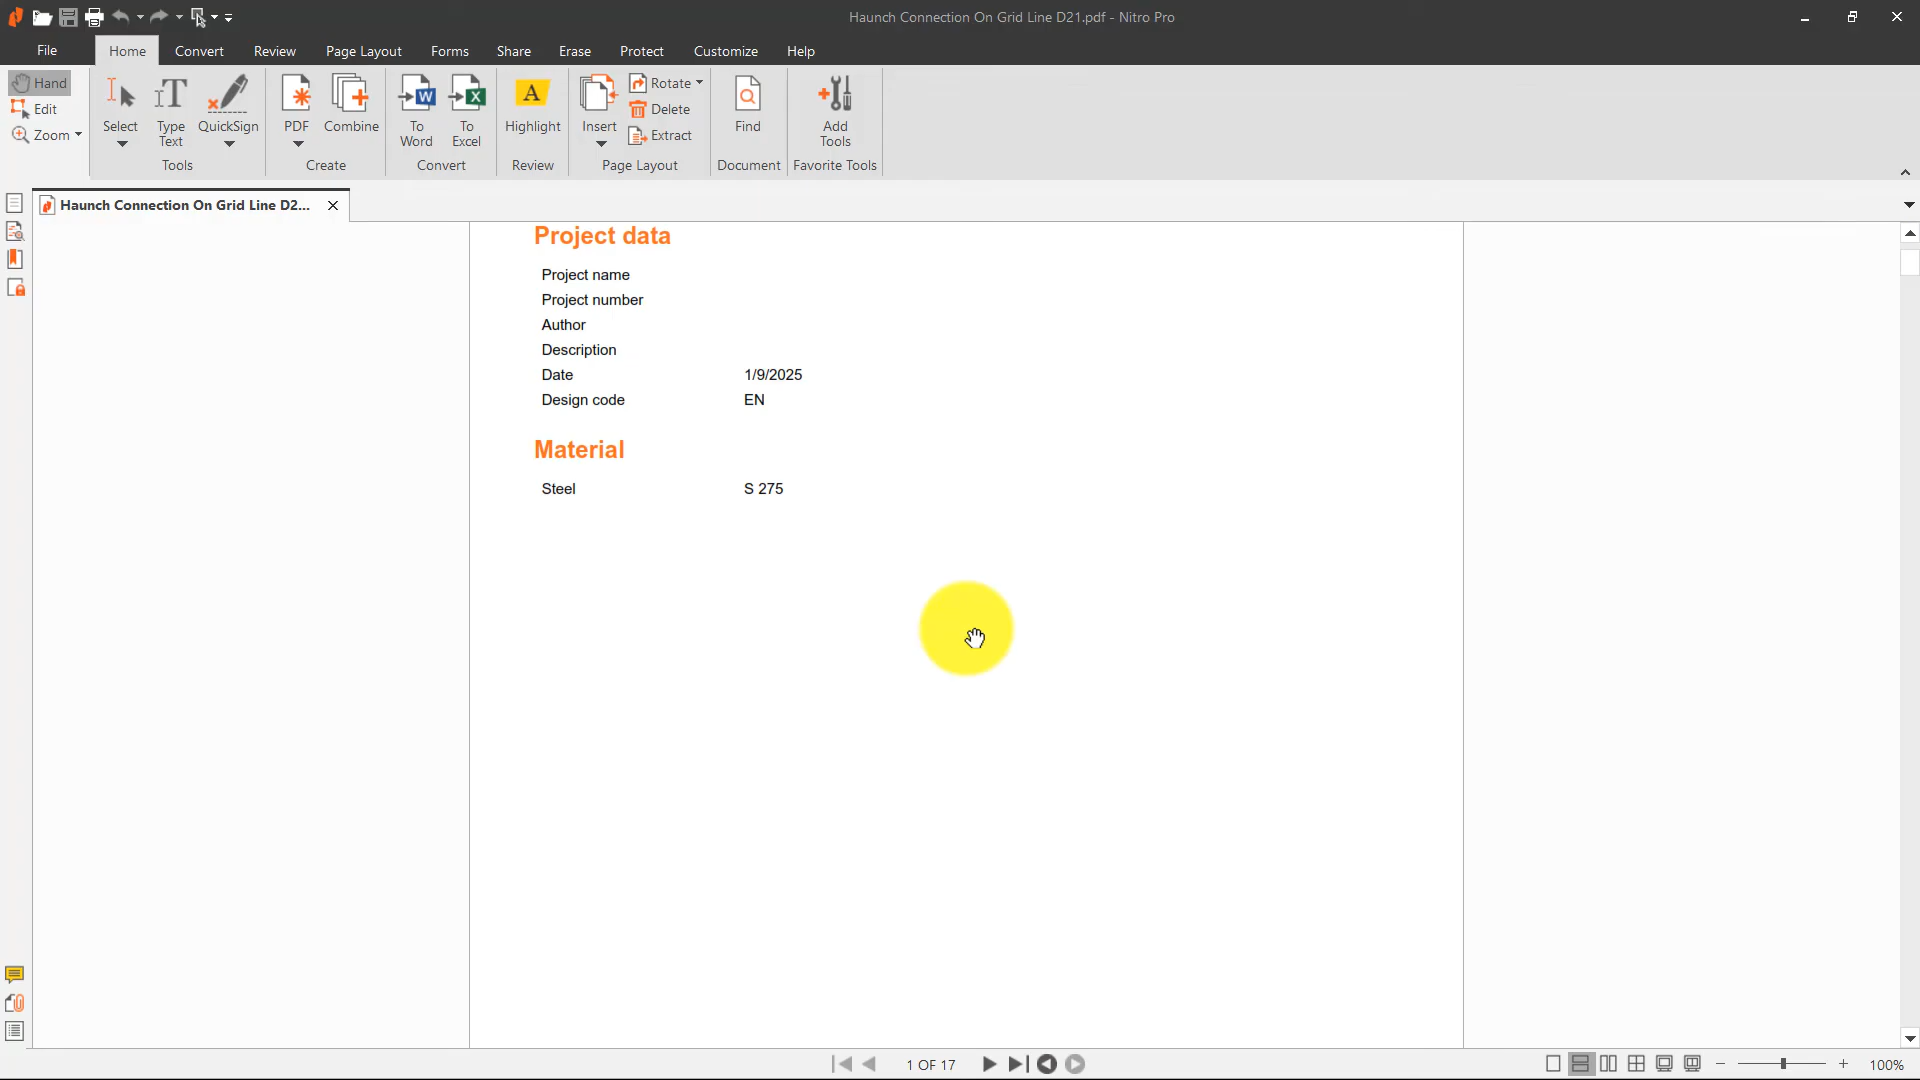 Haunch Connection On Grid Line D21.pdf - Nitro Pro
File Home Convert Review Page Layout Forms Share Erase Protect Customize Help
Hand
Edit
Zoom
Select
Type Text
QuickSign
Tools
PDF
Combine
Create
To Word
To Excel
Convert
Highlight
Review
Insert
Rotate
Delete
Extract
Page Layout
Find
Document
Add Tools
Favorite Tools
Haunch Connection On Grid Line D2...
Project data
Project name
Project number
Author
Description
Date 1/9/2025
Design code EN
Material
Steel S 275
1 OF 17
100%